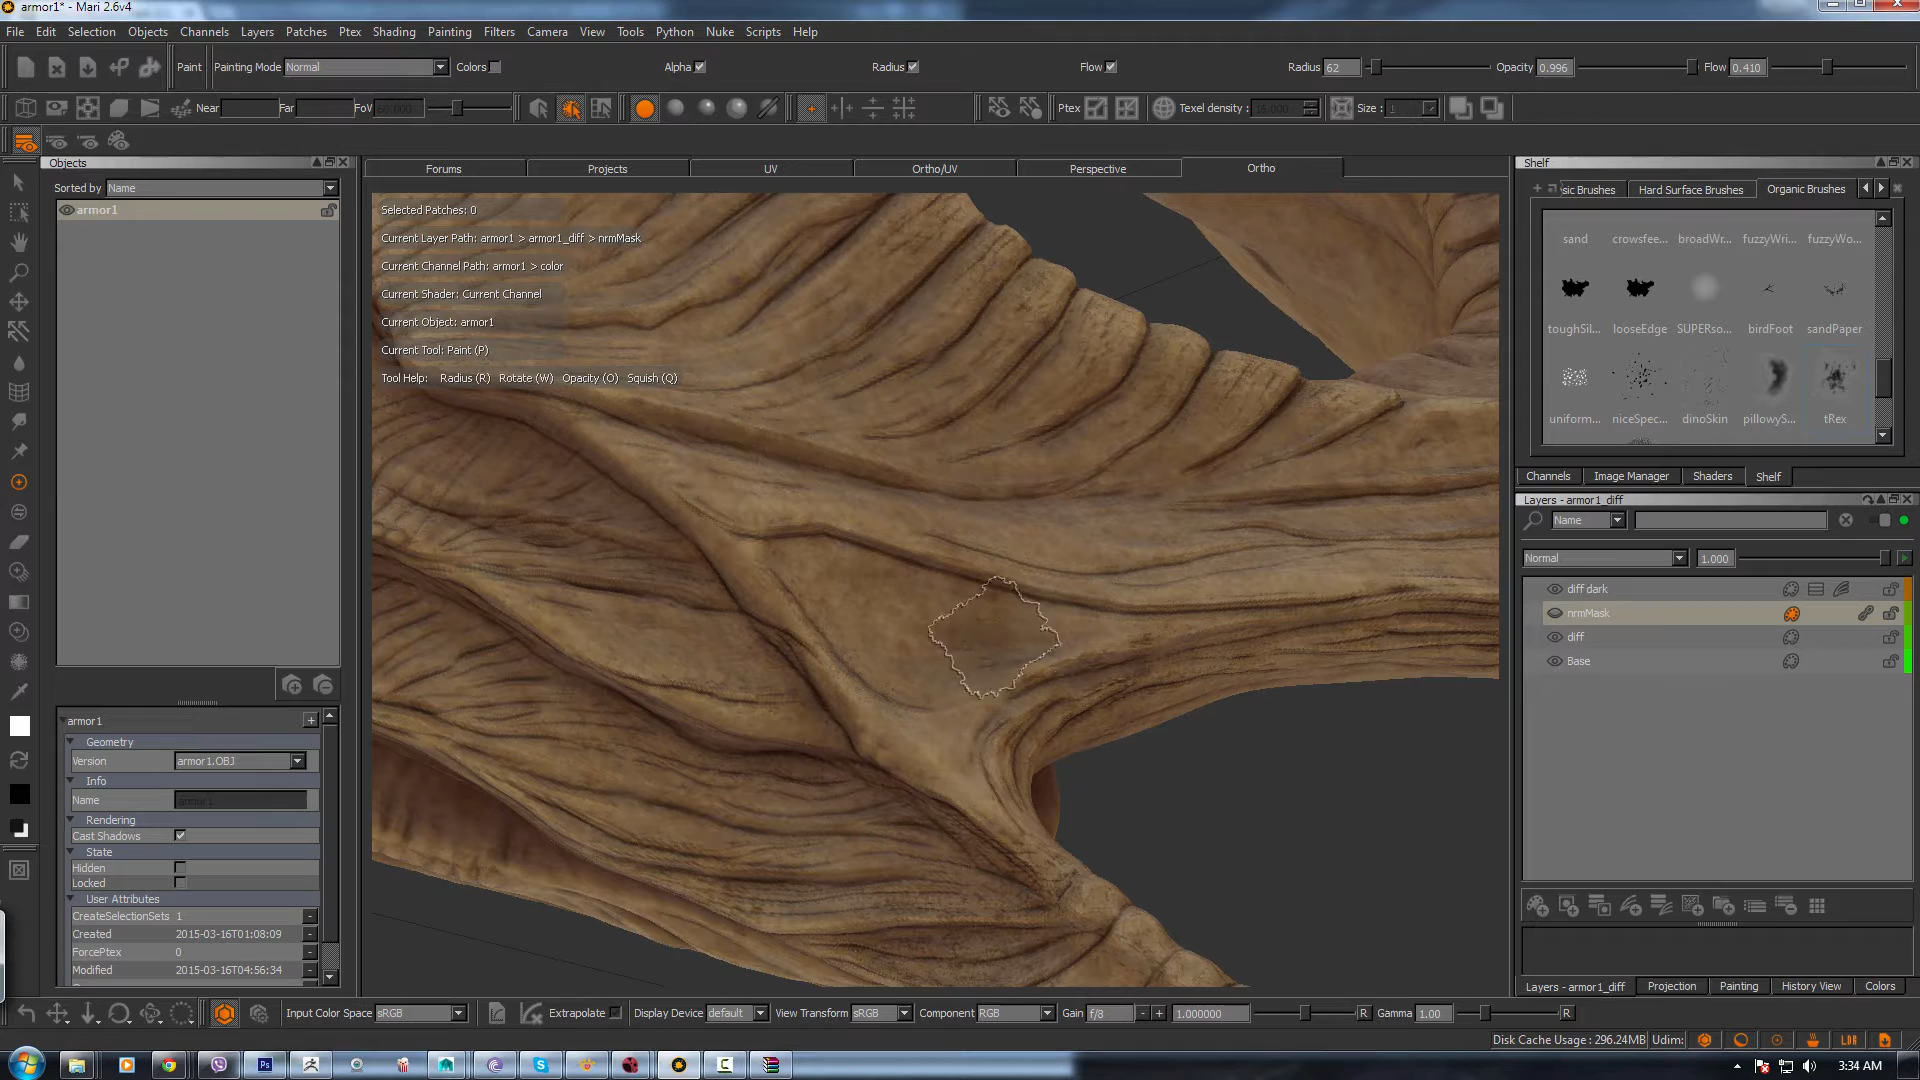 armor1* - Mari 2.6v4
File Edit Selection Objects Channels Layers Patches Ptex Shading Painting Filters Camera View Tools Python Nuke Scripts Help
Paint Painting Mode Normal Colors Alpha Radius Flow Radius 62 Opacity 0.996 Flow 0.410
Near Far FoV Ptex Texel density : Size : 1
Objects
Sorted by Name
armor1
Forums Projects UV Ortho/UV Perspective Ortho
Selected Patches: 0
Current Layer Path: armor1 > armor1_diff > nrmMask
Current Channel Path: armor1 > color
Current Shader: Current Channel
Current Object: armor1
Current Tool: Paint (P)
Tool Help: Radius (R) Rotate (W) Opacity (O) Squish (Q)
Shelf
sic Brushes Hard Surface Brushes Organic Brushes
sand crowsfee... broadWr... fuzzyWri... fuzzyWo...
toughSil... looseEdge SUPERso... birdFoot sandPaper
uniform... niceSpec... dinoSkin pillowyS... tRex
Channels Image Manager Shaders Shelf
Layers - armor1_diff
Name
Normal 1.000
diff dark
nrmMask
diff
Base
Layers - armor1_diff Projection Painting History View Colors
armor1
Geometry
Version armor1.OBJ
Info
Name armor1
Rendering
Cast Shadows
State
Hidden
Locked
User Attributes
CreateSelectionSets 1
Created 2015-03-16T01:08:09
ForcePtex 0
Modified 2015-03-16T04:56:34
Input Color Space sRGB Extrapolate Display Device default View Transform sRGB Component RGB Gain f/8 - + 1.000000 R Gamma 1.00 R
Disk Cache Usage : 296.24MB Udim: LDR
Ps C
3:34 AM